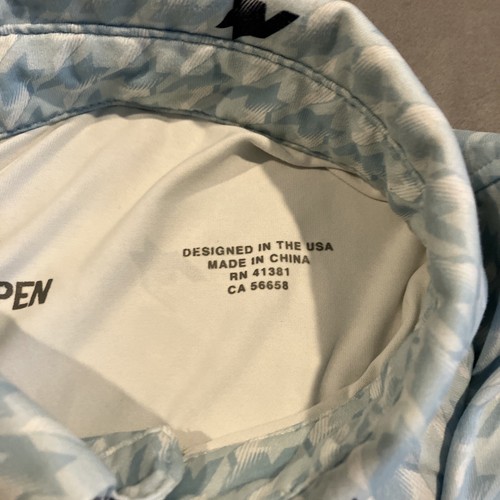 DESIGNED IN THE USA
MADE IN CHINA
RN 41381
CA 56658
PEN